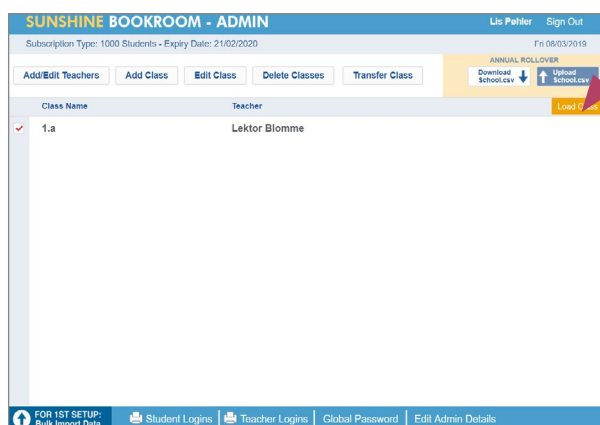 SUNSHINE BOOKROOM - ADMIN
Lis Pøhler Sign Out
Subscription Type: 1000 Students - Expiry Date: 21/02/2020
Fri 08/03/2019
ANNUAL ROLLOVER
Add/Edit Teachers Add Class Edit Class Delete Classes Transfer Class
Download School.csv
Upload School.csv
Class Name Teacher
Load Class
1.a Lektor Blomme
FOR 1ST SETUP:
Bulk Import Data
Student Logins Teacher Logins Global Password Edit Admin Details